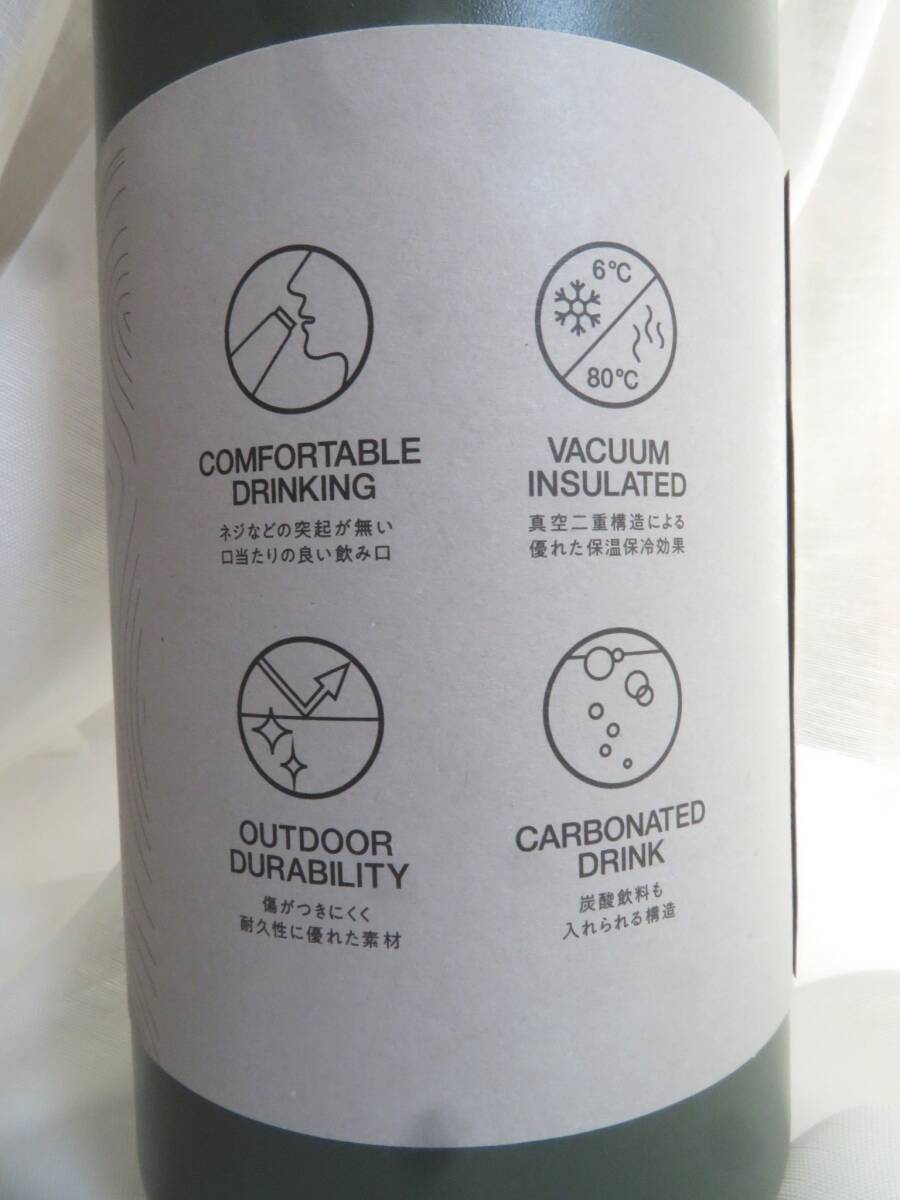 COMFORTABLE
DRINKING
ネジなどの突起が無い
口当たりの良い飲み口
6℃
80℃
VACUUM
INSULATED
真空二重構造による
優れた保温保冷効果
OUTDOOR
DURABILITY
傷がつきにくく
耐久性に優れた素材
CARBONATED
DRINK
炭酸飲料も
入れられる構造